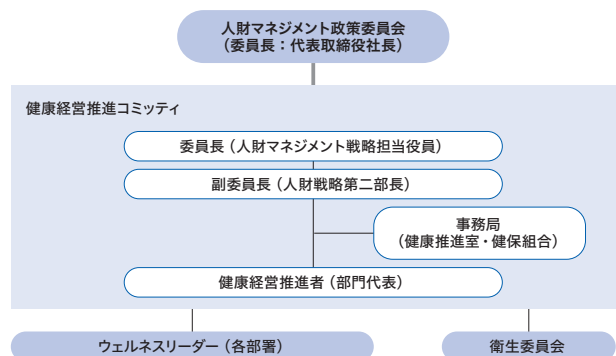 人財マネジメント政策委員会
（委員長：代表取締役社長）
健康経営推進コミッティ
委員長（人財マネジメント戦略担当役員）
副委員長（人財戦略第二部長）
事務局
（健康推進室・健保組合）
健康経営推進者（部門代表）
ウェルネスリーダー（各部署）
衛生委員会